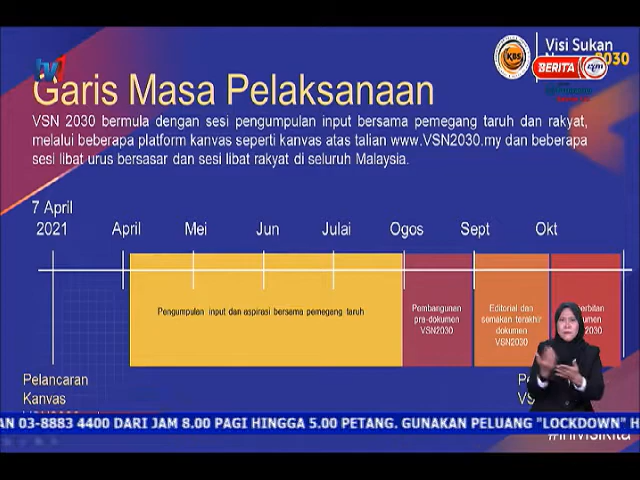 Visi Sukan
2030
KBS
BERITA
tv1
Garis Masa Pelaksanaan
VSN 2030 bermula dengan sesi pengumpulan input bersama pemegang taruh dan rakyat,
melalui beberapa platform kanvas seperti kanvas atas talian www.VSN2030.my dan beberapa
sesi libat urus bersasar dan sesi libat rakyat di seluruh Malaysia.
7 April
2021 April Mei Jun Julai Ogos Sept Okt
Pengumpulan input dan aspirasi bersama pemegang taruh
Pembangunan
pra-dokumen
VSN2030
Editorial dan
semakan terakhir
dokumen
VSN2030
Pelancaran
Kanvas
AN 03-8883 4400 DARI JAM 8.00 PAGI HINGGA 5.00 PETANG. GUNAKAN PELUANG "LOCKDOWN" H
#IniVisiKita